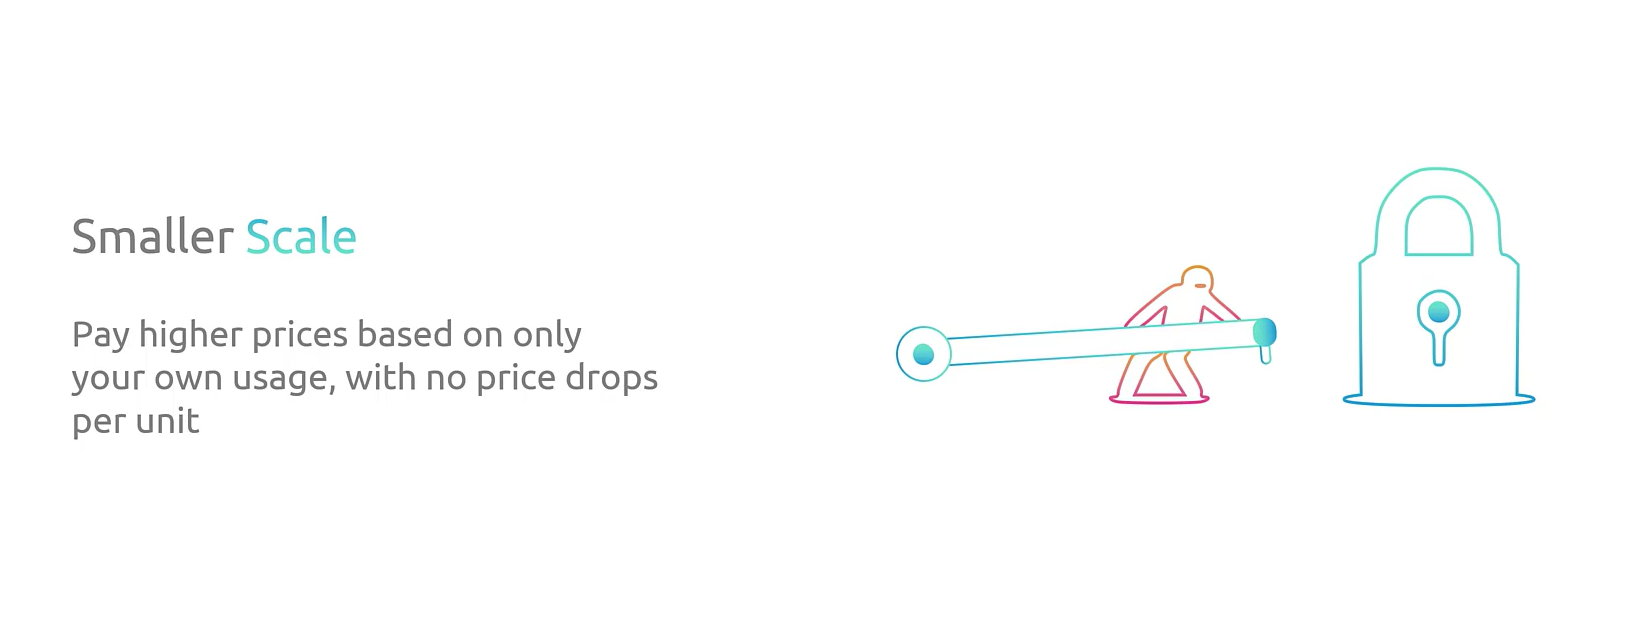 Smaller Scale
Pay higher prices based on only
your own usage, with no price drops
per unit